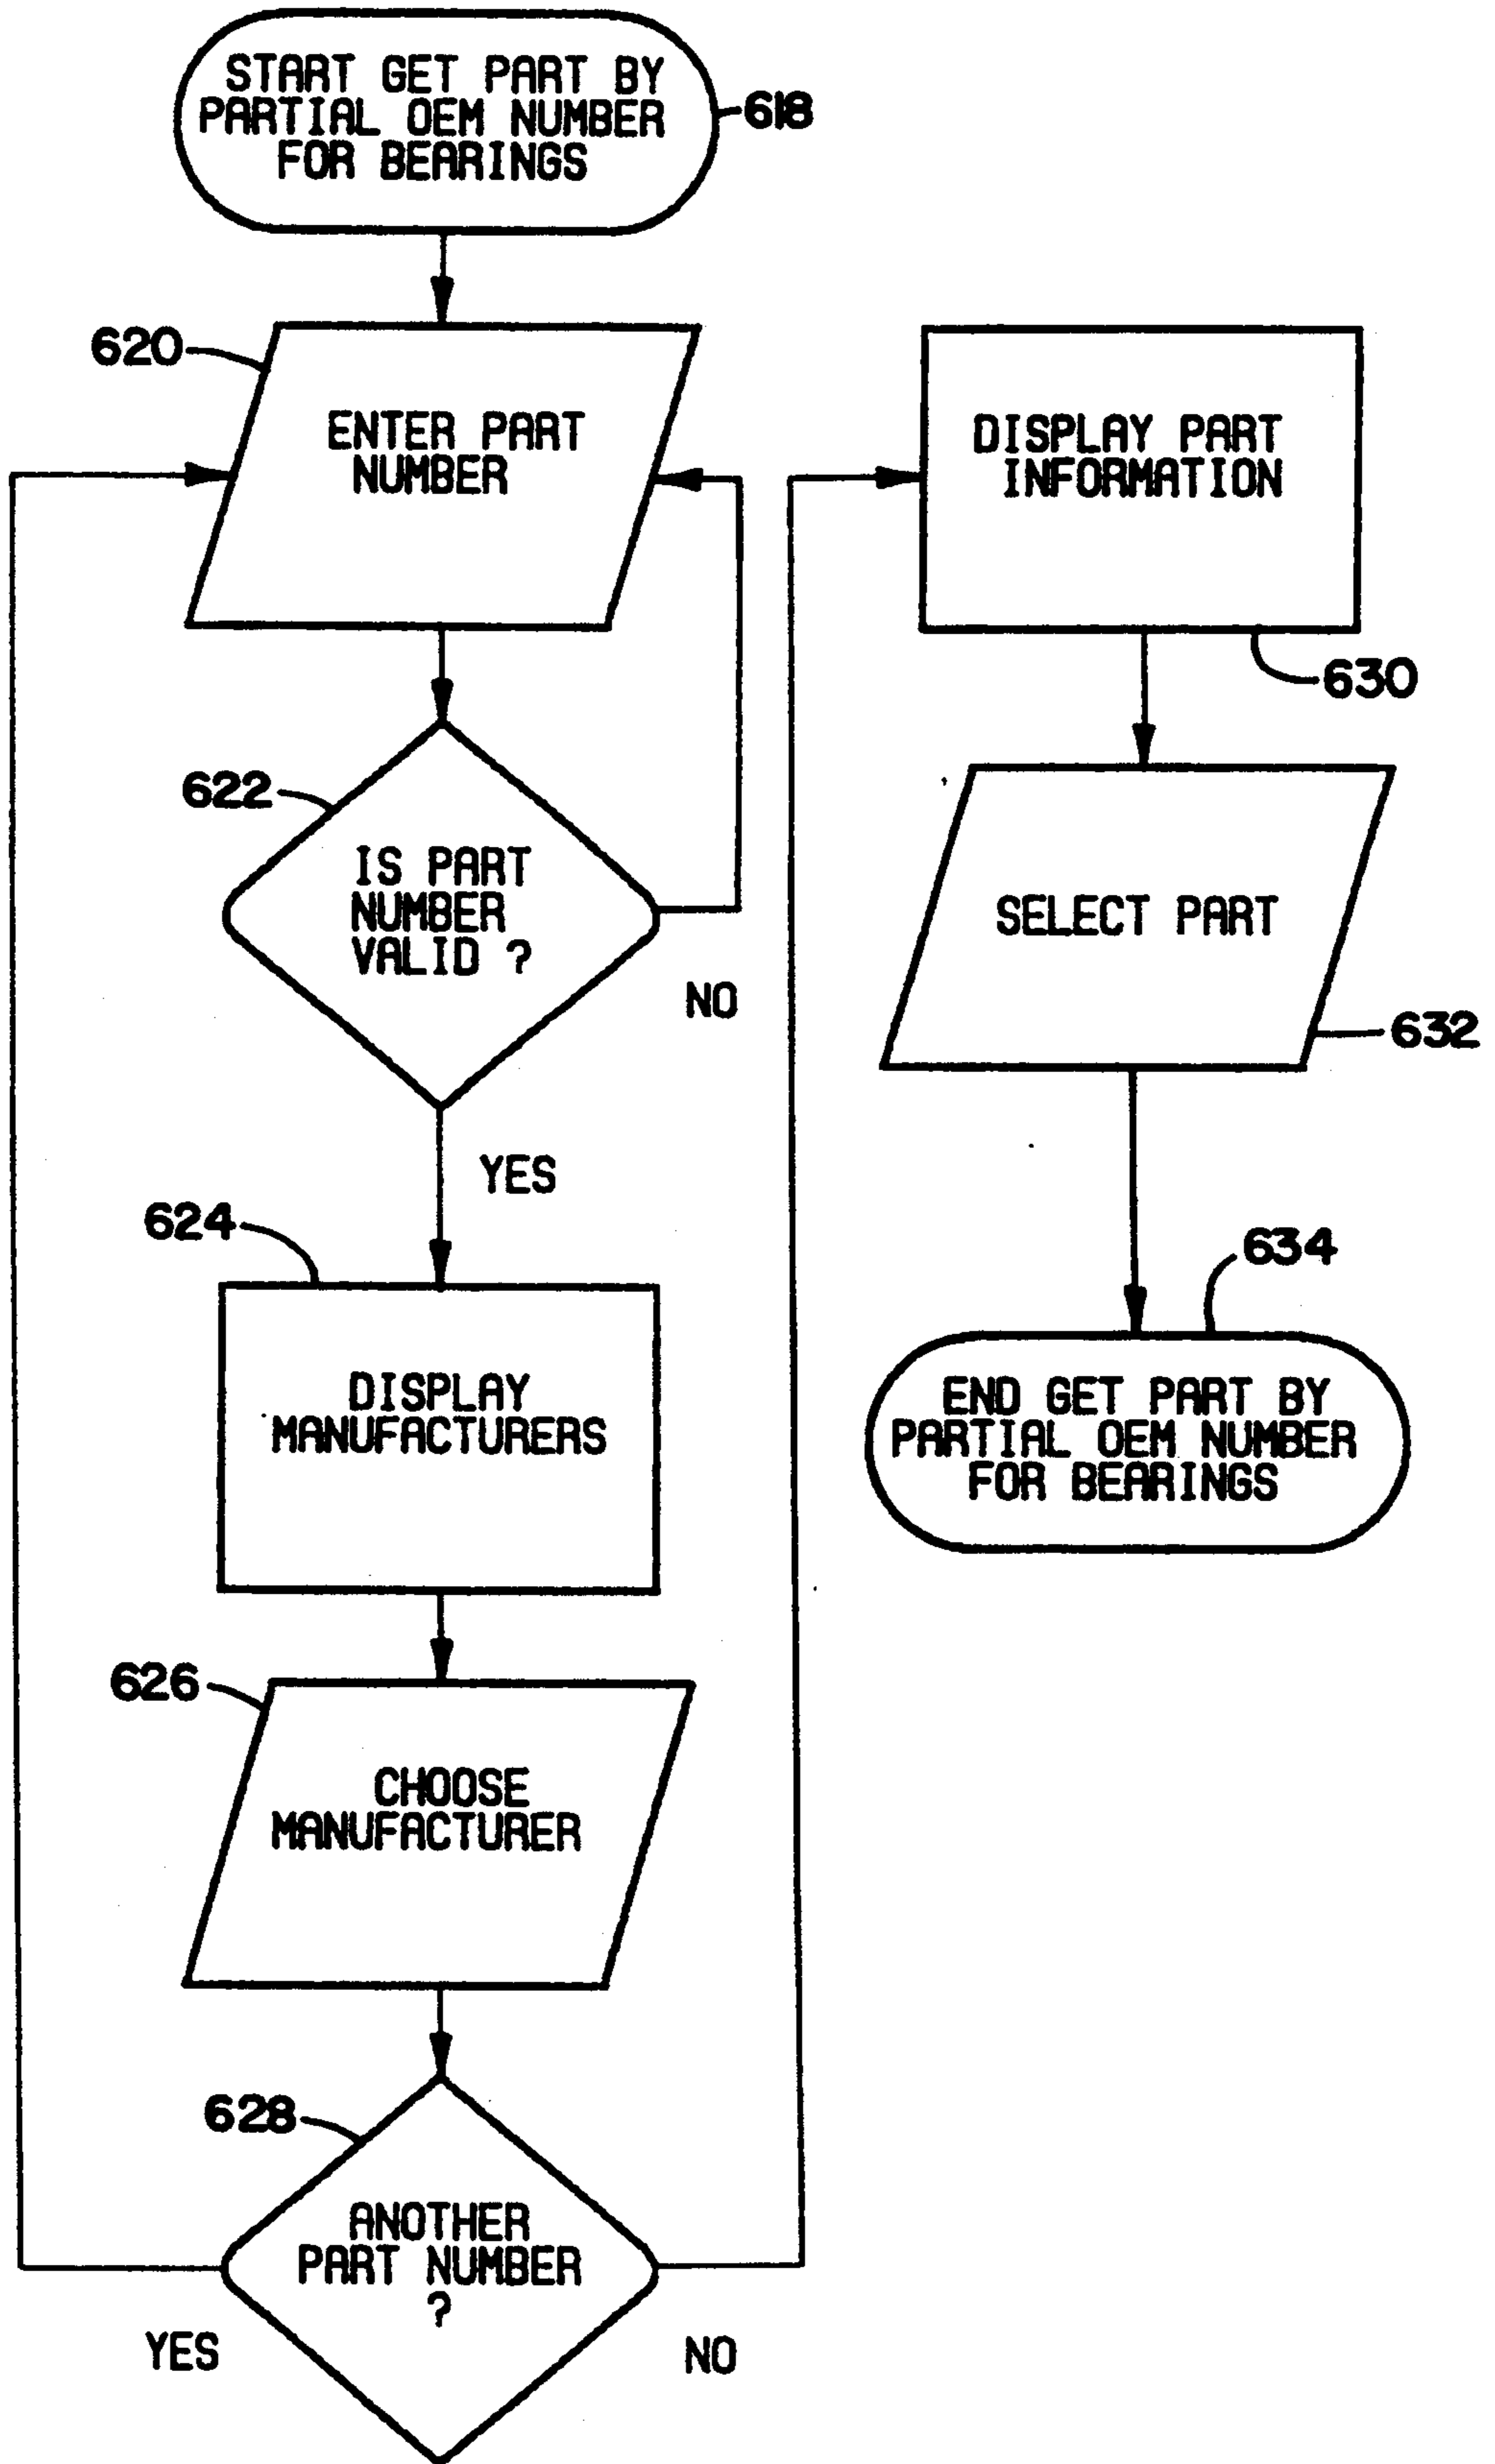 START GET PART BY
PARTIAL OEM NUMBER
FOR BEARINGS
618
620
ENTER PART
NUMBER
622
IS PART
NUMBER
VALID ?
NO
YES
624
DISPLAY
MANUFACTURERS
626
CHOOSE
MANUFACTURER
628
ANOTHER
PART NUMBER
?
YES
NO
DISPLAY PART
INFORMATION
630
SELECT PART
632
634
END GET PART BY
PARTIAL OEM NUMBER
FOR BEARINGS